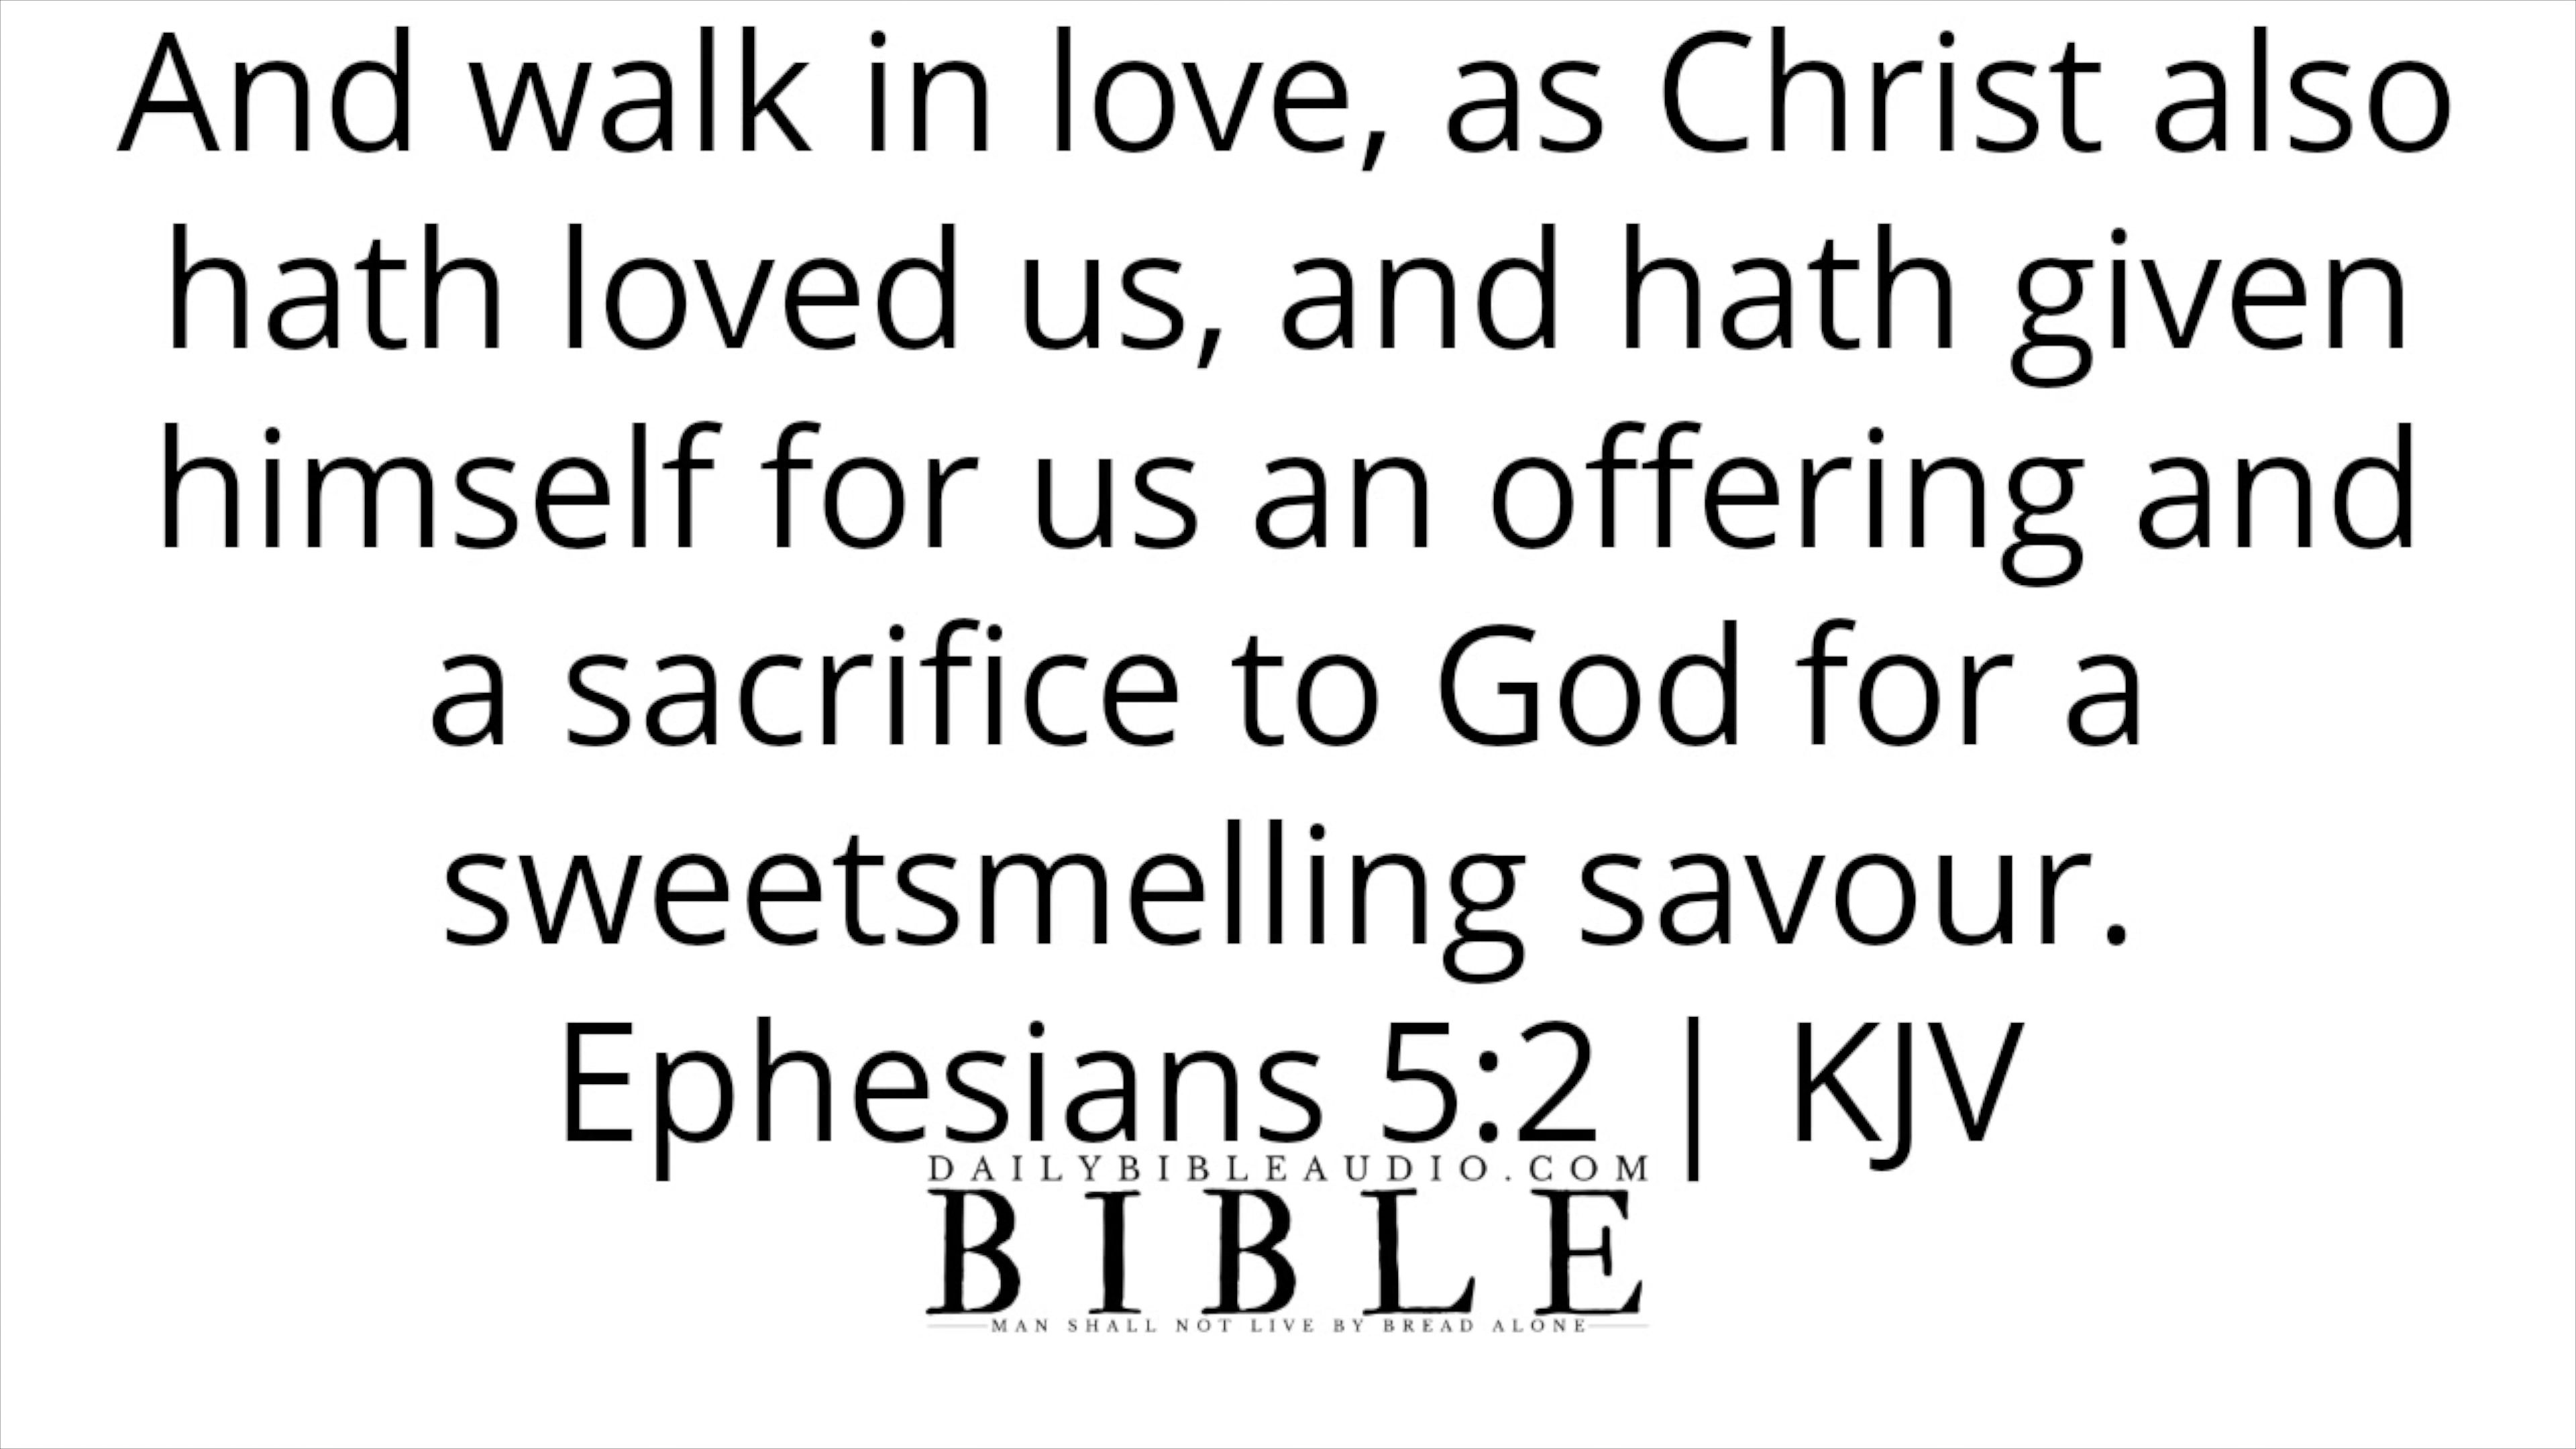 And walk in love, as Christ also
hath loved us, and hath given
himself for us an offering and
a sacrifice to God for a
sweetsmelling savour.
Ephesians 5:2 | KJV
DAILYBIBLEAUDIO.COM
BIBLE
MAN SHALL NOT LIVE BY BREAD ALONE